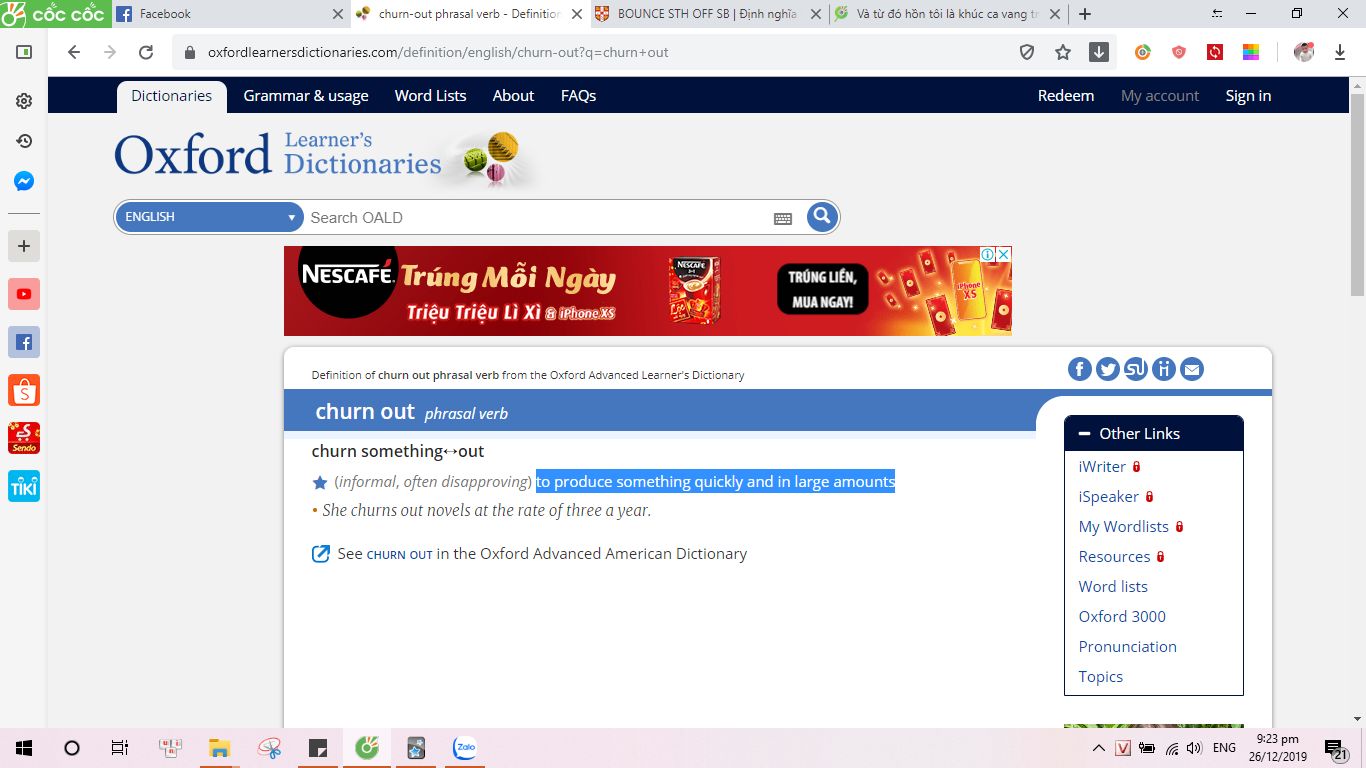 cốc cốc
Facebook
churn-out phrasal verb - Definition
BOUNCE STH OFF SB | Định nghĩa
Và từ đó hồn tôi là khúc ca vang tr
oxfordlearnersdictionaries.com/definition/english/churn-out?q=churn+out
Dictionaries
Grammar & usage
Word Lists
About
FAQs
Redeem
My account
Sign in
Oxford Learner's
Dictionaries
ENGLISH
Search OALD
NESCAFÉ.
Trúng Mỗi Ngày
Triệu Triệu Lì Xì & iPhone XS
NESCAFÉ
TRÚNG LIỀN,
MUA NGAY!
iPhone
XS
Definition of churn out phrasal verb from the Oxford Advanced Learner's Dictionary
churn out phrasal verb
churn something↔out
(informal, often disapproving) to produce something quickly and in large amounts
• She churns out novels at the rate of three a year.
See CHURN OUT in the Oxford Advanced American Dictionary
Other Links
iWriter
iSpeaker
My Wordlists
Resources
Word lists
Oxford 3000
Pronunciation
Topics
Sendo
TIKI
Zalo
ENG
9:23 pm
26/12/2019
21